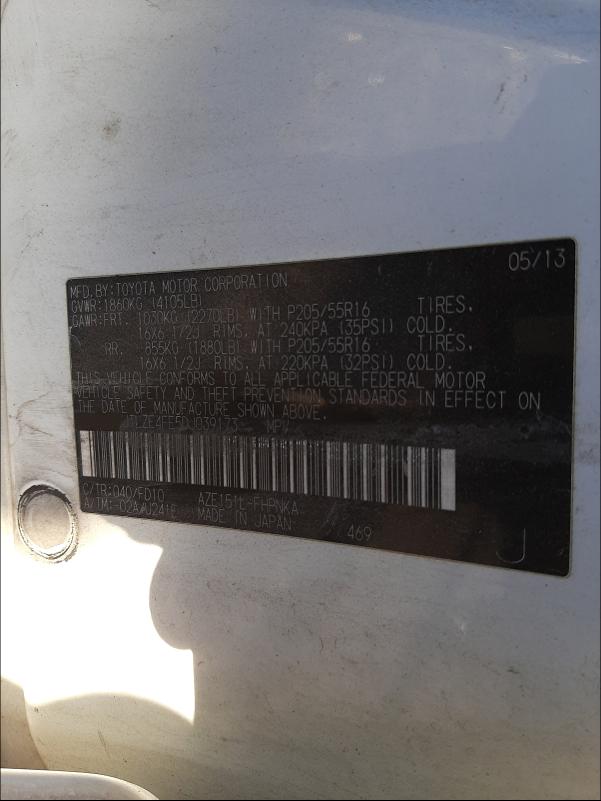 05/13
MFD.BY:TOYOTA MOTOR CORPORATION
GVWR:1860KG (4105LB)
GAWR:FRT. 1030KG (2270LB) WITH P205/55R16 TIRES,
16X6 1/2J RIMS, AT 240KPA (35PSI) COLD.
RR. 855KG (1880LB) WITH P205/55R16 TIRES,
16X6 1/2J RIMS, AT 220KPA (32PSI) COLD.
THIS VEHICLE CONFORMS TO ALL APPLICABLE FEDERAL MOTOR
VEHICLE SAFETY AND THEFT PREVENTION STANDARDS IN EFFECT ON
THE DATE OF MANUFACTURE SHOWN ABOVE.
MPV
C/TR:040/FD10 AZE151L-FHPNKA
MADE IN JAPAN 469 U